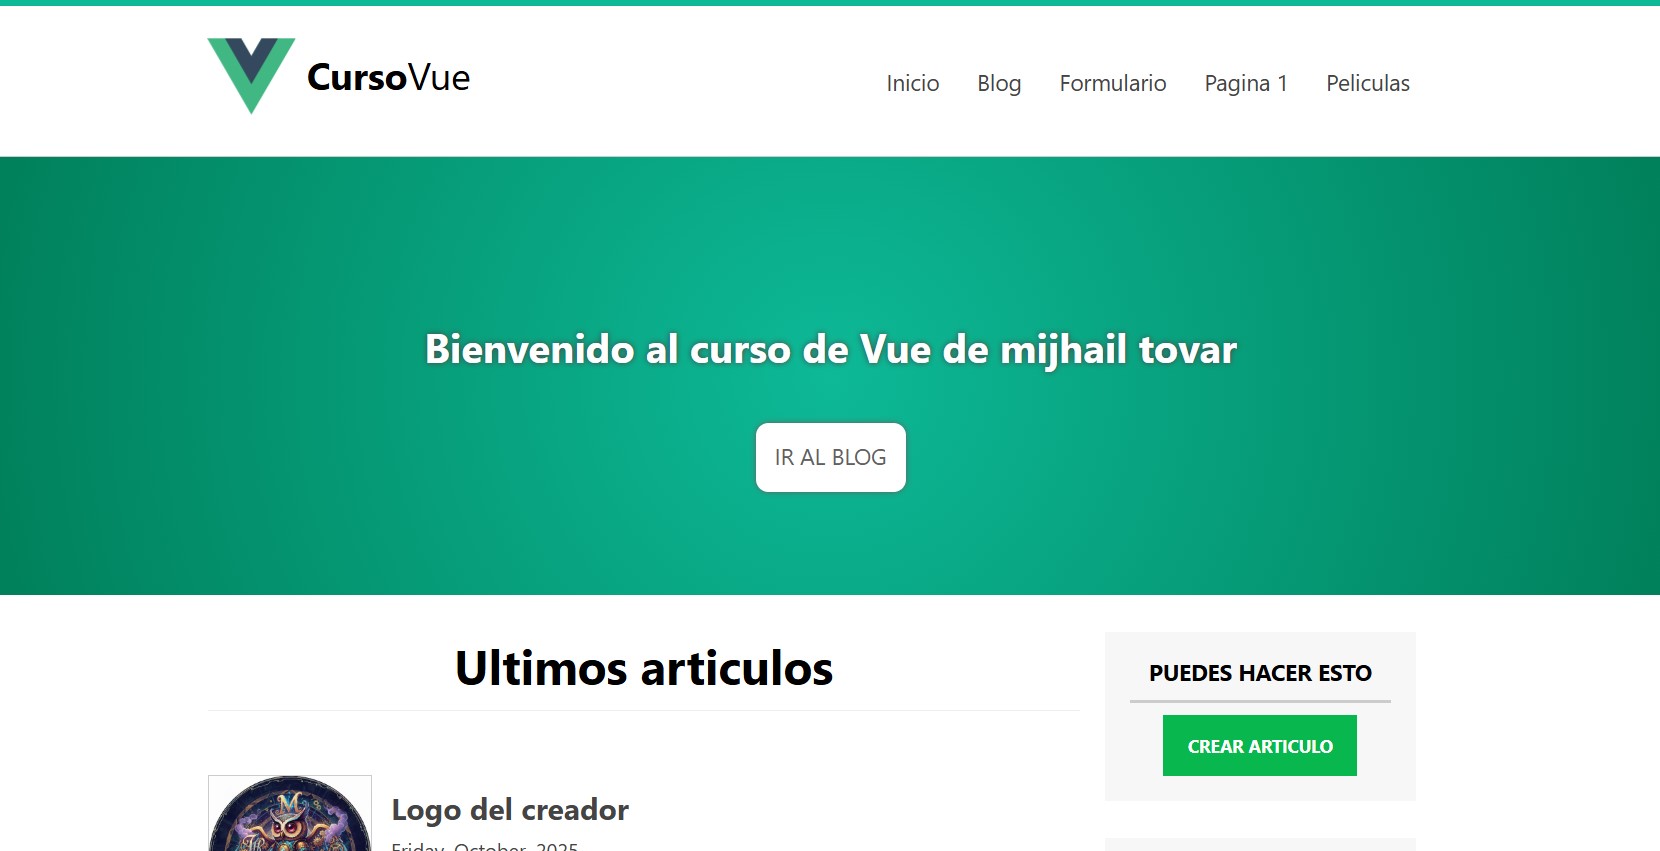 CursoVue
Inicio Blog Formulario Pagina 1 Peliculas
Bienvenido al curso de Vue de mijhail tovar
IR AL BLOG
Ultimos articulos
PUEDES HACER ESTO
CREAR ARTICULO
Logo del creador
Friday, October, 2025